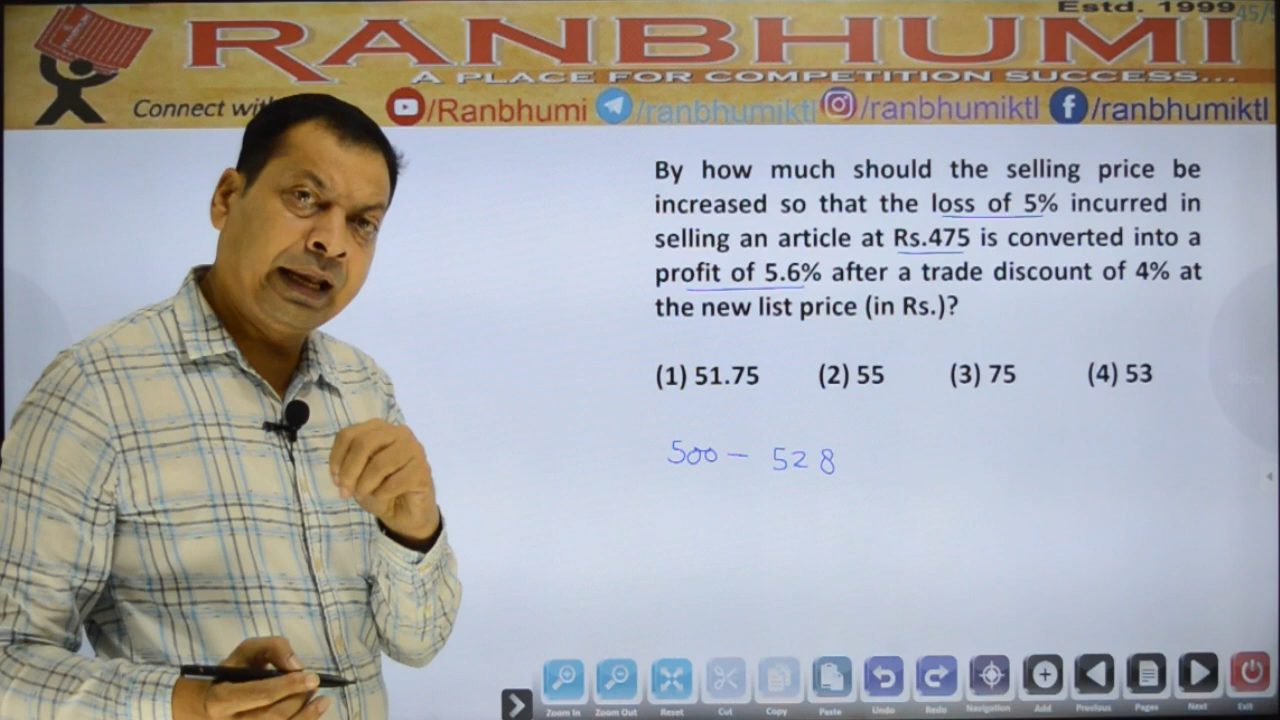 Estd. 1999
45/
RANBHUMI
A PLACE FOR COMPETITION SUCCESS...
Connect with
/Ranbhumi /ranbhumiktl /ranbhumiktl /ranbhumiktl
By how much should the selling price be
increased so that the loss of 5% incurred in
selling an article at Rs.475 is converted into a
profit of 5.6% after a trade discount of 4% at
the new list price (in Rs.)?
(1) 51.75 (2) 55 (3) 75 (4) 53
500 — 528
Zoom In Zoom Out Reset Cut Copy Paste Undo Redo Navigation Add Previous Pages Next Exit